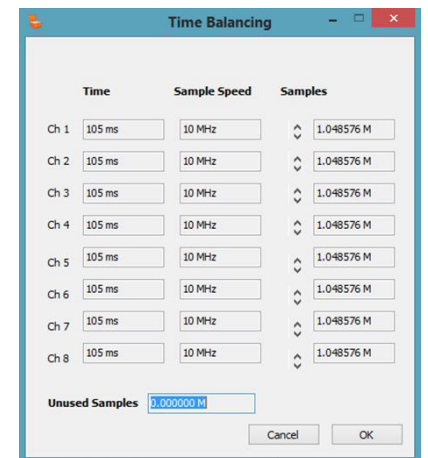 Time Balancing
Time Sample Speed Samples
Ch 1 105 ms 10 MHz 1.048576 M
Ch 2 105 ms 10 MHz 1.048576 M
Ch 3 105 ms 10 MHz 1.048576 M
Ch 4 105 ms 10 MHz 1.048576 M
Ch 5 105 ms 10 MHz 1.048576 M
Ch 6 105 ms 10 MHz 1.048576 M
Ch 7 105 ms 10 MHz 1.048576 M
Ch 8 105 ms 10 MHz 1.048576 M
Unused Samples 0.000000 M
Cancel OK